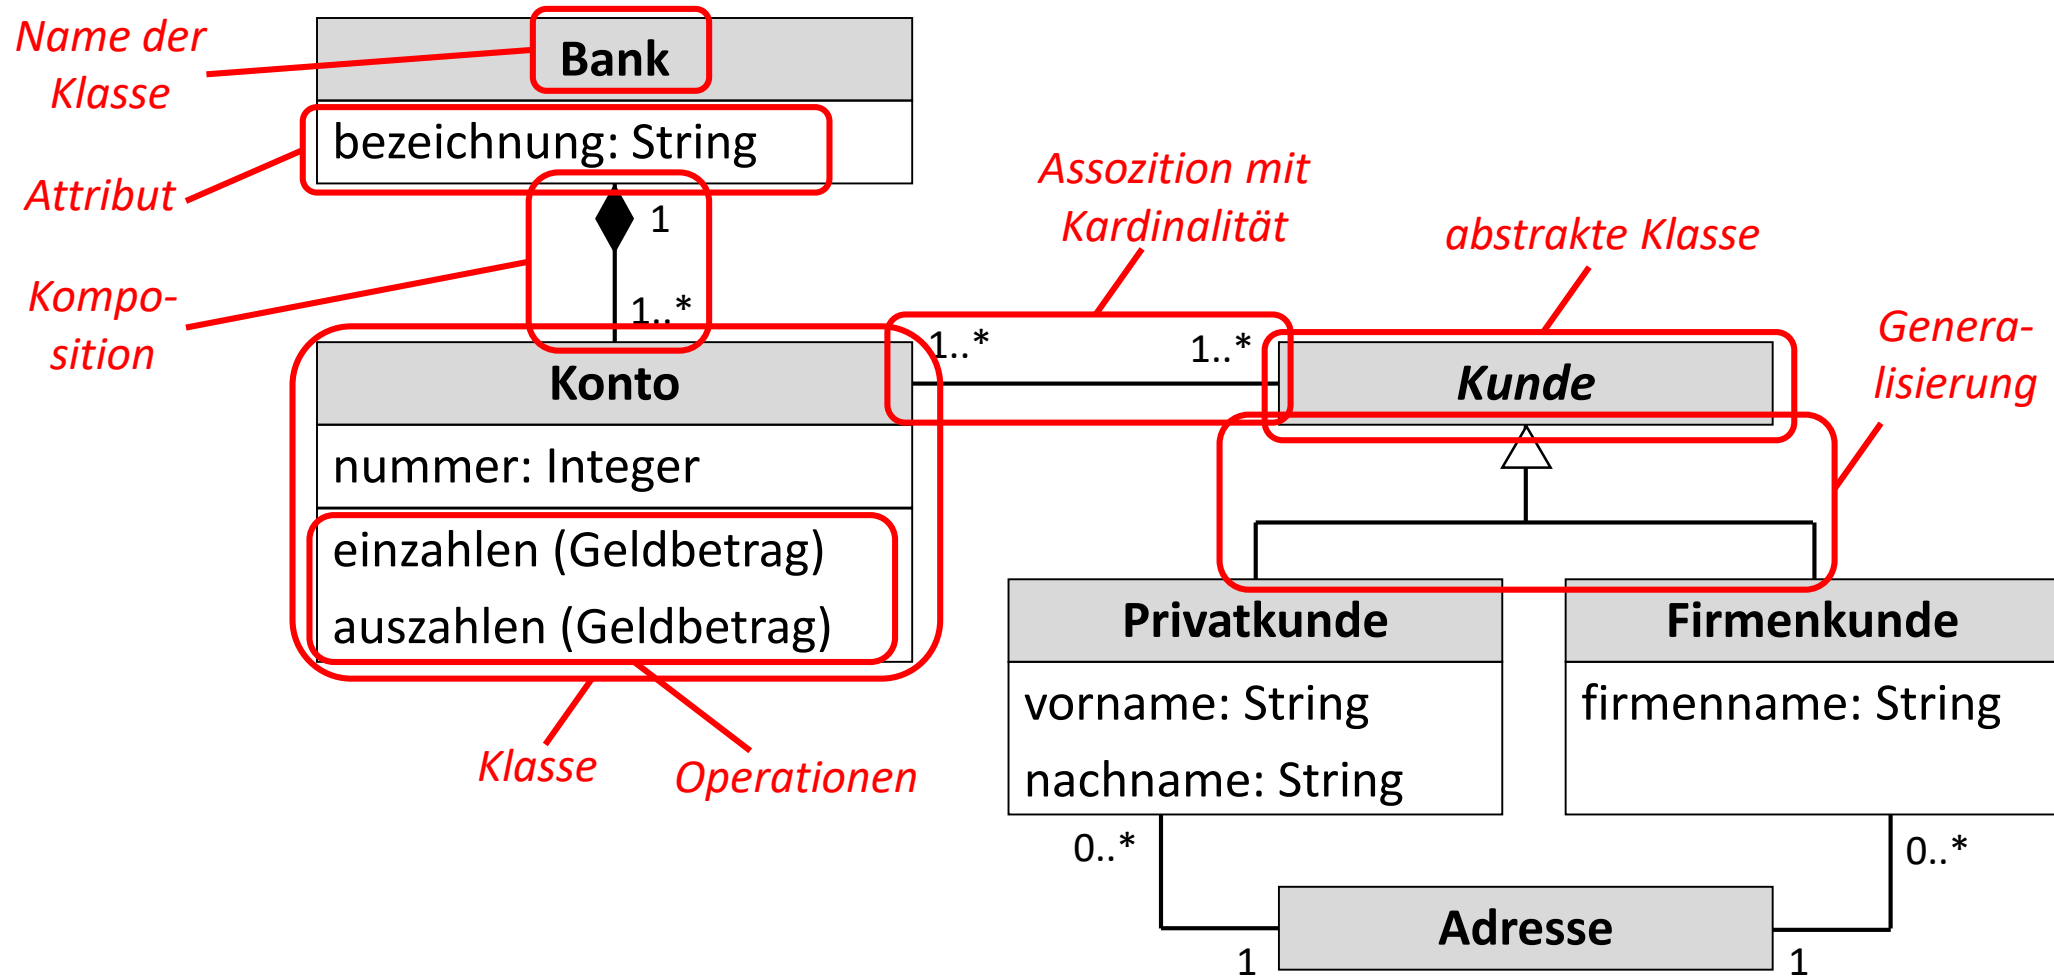 Name der
Klasse
Bank
bezeichnung: String
Attribut
Kompo-
sition
1
1..*
Assozition mit
Kardinalität
abstrakte Klasse
Genera-
lisierung
1..*
1..*
Konto
nummer: Integer
einzahlen (Geldbetrag)
auszahlen (Geldbetrag)
Klasse
Operationen
Kunde
Privatkunde
vorname: String
nachname: String
Firmenkunde
firmenname: String
0..*
0..*
Adresse
1
1